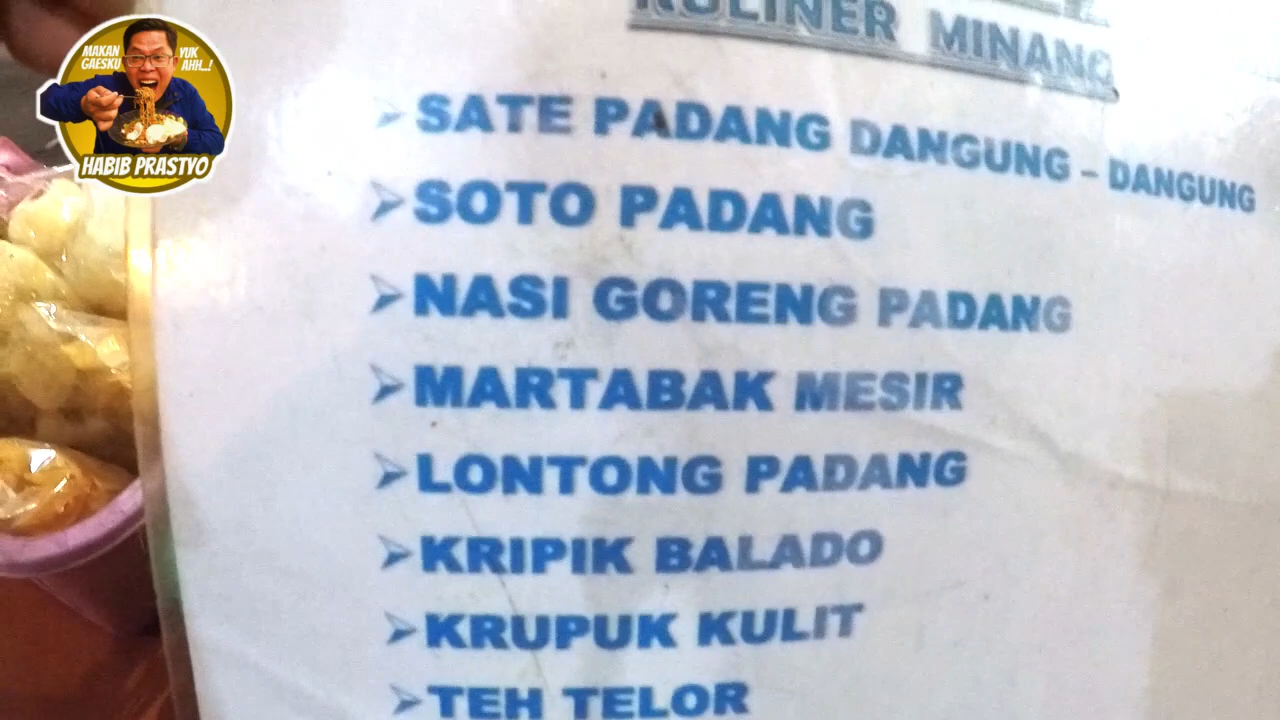 MAKAN GAESKU
YUK AHH...!
HABIB PRASTYO
KULINER MINANG
➢SATE PADANG DANGUNG – DANGUNG
➢SOTO PADANG
➢NASI GORENG PADANG
➢MARTABAK MESIR
➢LONTONG PADANG
➢KRIPIK BALADO
➢KRUPUK KULIT
➢TEH TELOR